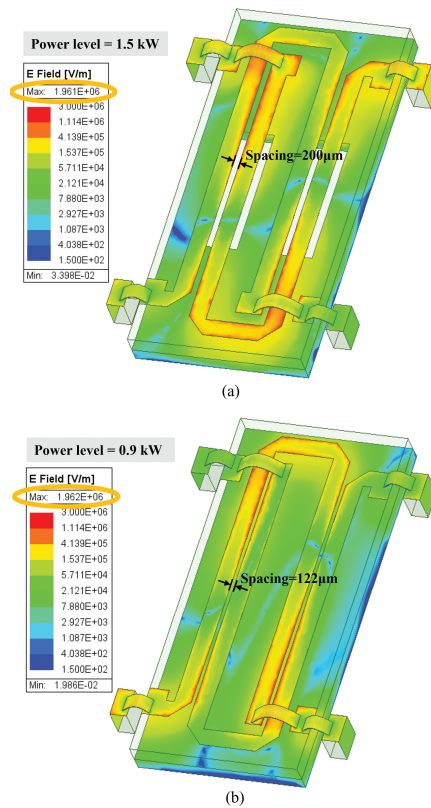 Power level = 1.5 kW
E Field [V/m]
Max: 1.961E+06
3.000E+06
1.114E+06
4.139E+05
1.537E+05
5.711E+04
2.121E+04
7.880E+03
2.927E+03
1.087E+03
4.038E+02
1.500E+02
Min: 3.398E-02
Spacing=200μm
(a)
Power level = 0.9 kW
E Field [V/m]
Max: 1.962E+06
3.000E+06
1.114E+06
4.139E+05
1.537E+05
5.711E+04
2.121E+04
7.880E+03
2.927E+03
1.087E+03
4.038E+02
1.500E+02
Min: 1.986E-02
Spacing=122μm
(b)